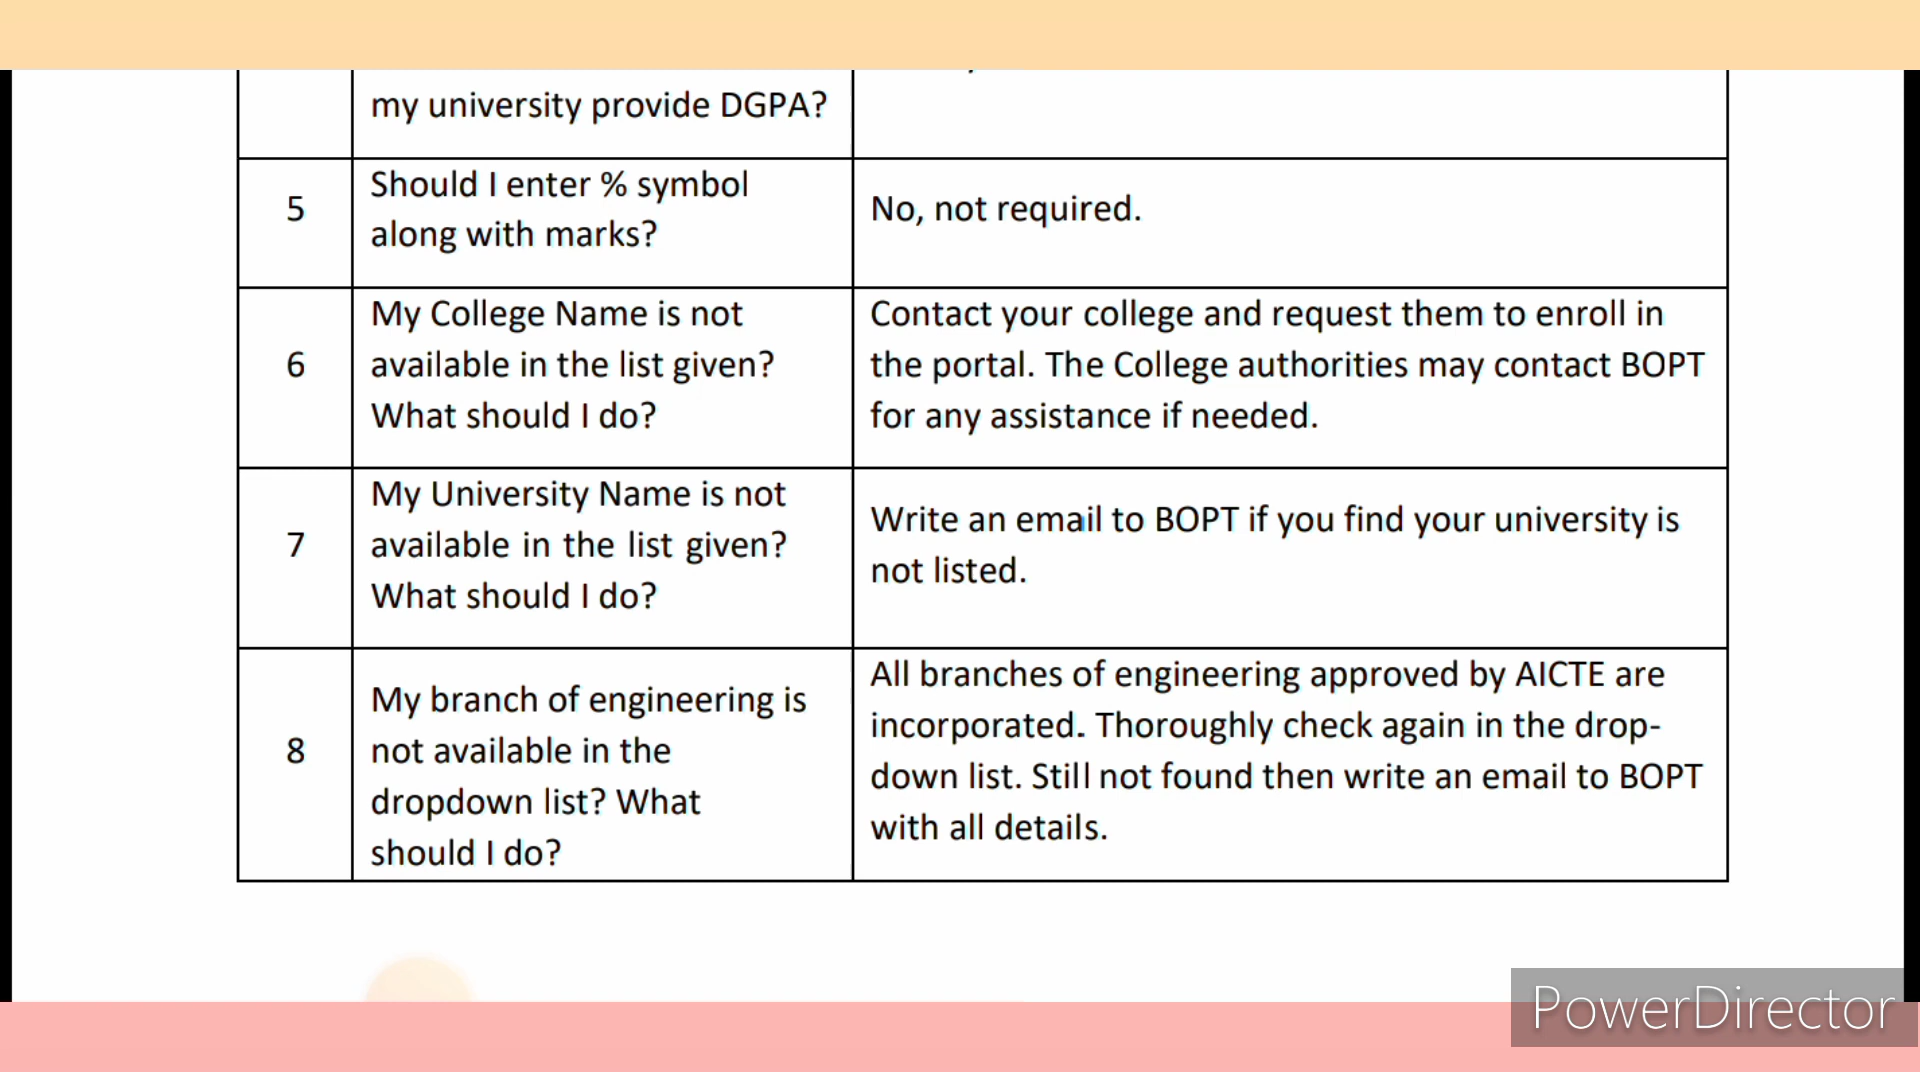 my university provide DGPA?
5
Should I enter % symbol
along with marks?
No, not required.
6
My College Name is not
available in the list given?
What should I do?
Contact your college and request them to enroll in
the portal. The College authorities may contact BOPT
for any assistance if needed.
7
My University Name is not
available in the list given?
What should I do?
Write an email to BOPT if you find your university is
not listed.
8
My branch of engineering is
not available in the
dropdown list? What
should I do?
All branches of engineering approved by AICTE are
incorporated. Thoroughly check again in the drop-
down list. Still not found then write an email to BOPT
with all details.
PowerDirector